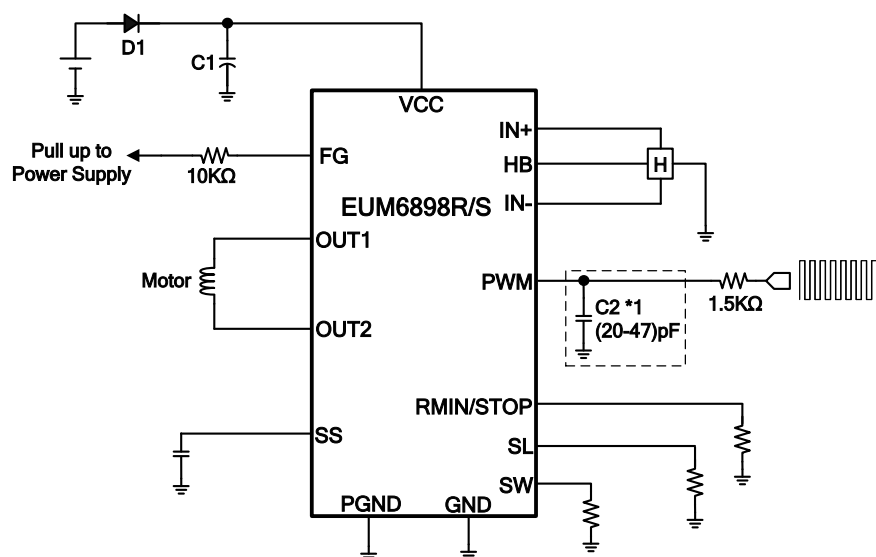 D1
C1
VCC
Pull up to
Power Supply
10KΩ
FG
IN+
HB
H
IN-
EUM6898R/S
OUT1
Motor
OUT2
PWM
C2 *1
(20-47)pF
1.5KΩ
RMIN/STOP
SS
SL
SW
PGND
GND